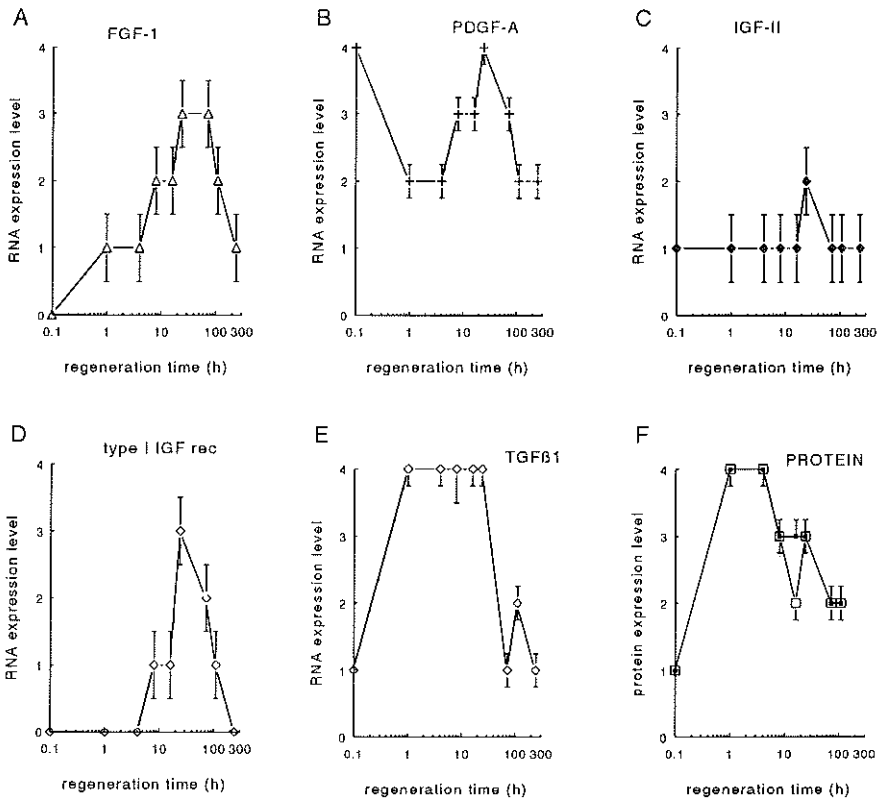 A
FGF-1
RNA expression level
4
3
2
1
0
0.1 1 10 100 300
regeneration time (h)
B
PDGF-A
RNA expression level
4
3
2
1
0
0.1 1 10 100 300
regeneration time (h)
C
IGF-II
RNA expression level
4
3
2
1
0
0.1 1 10 100 300
regeneration time (h)
D
type I IGF rec
RNA expression level
4
3
2
1
0
0.1 1 10 100 300
regeneration time (h)
E
TGFß1
RNA expression level
4
3
2
1
0
0.1 1 10 100 300
regeneration time (h)
F
PROTEIN
protein expression level
4
3
2
1
0
0.1 1 10 100 300
regeneration time (h)